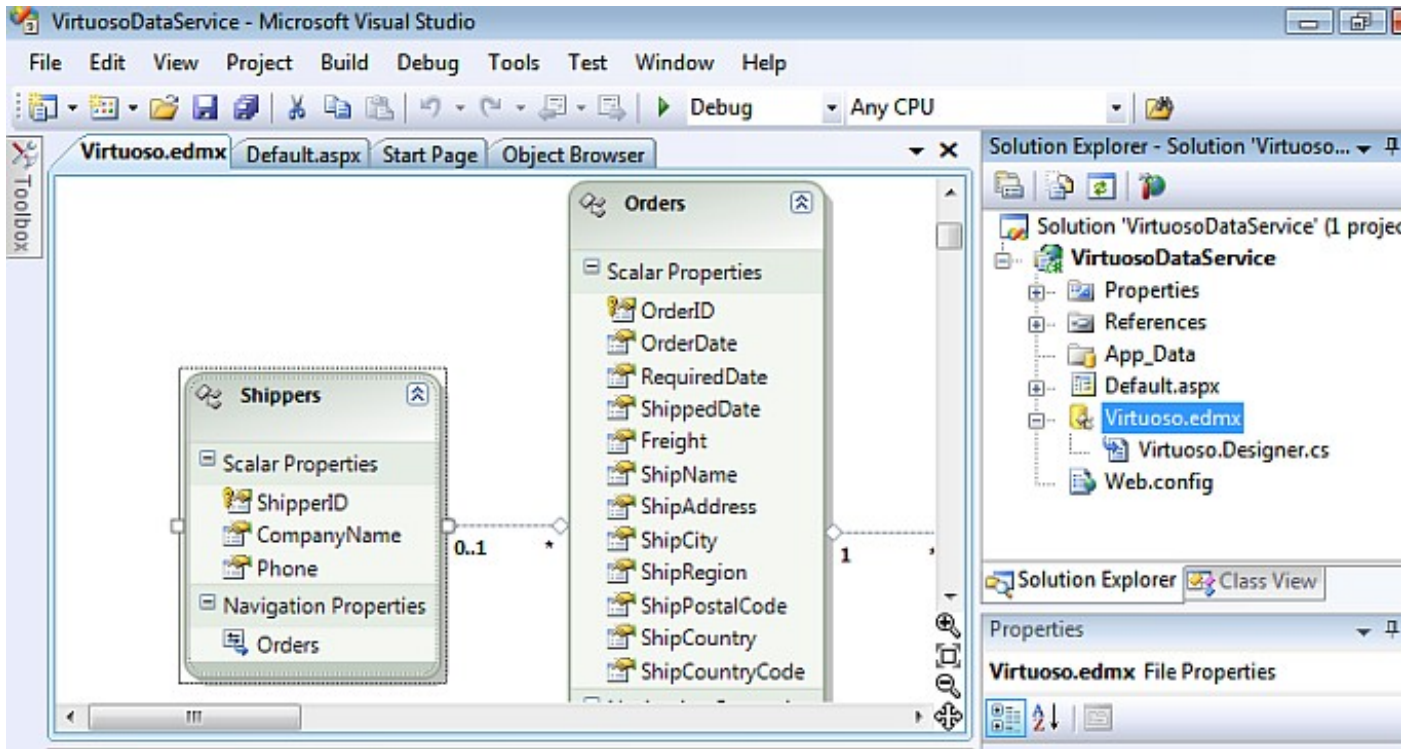 VirtuosoDataService - Microsoft Visual Studio
File Edit View Project Build Debug Tools Test Window Help
Debug Any CPU
Toolbox
Virtuoso.edmx Default.aspx Start Page Object Browser
Shippers
Scalar Properties
ShipperID
CompanyName
Phone
Navigation Properties
Orders
0..1 *
Orders
Scalar Properties
OrderID
OrderDate
RequiredDate
ShippedDate
Freight
ShipName
ShipAddress
ShipCity
ShipRegion
ShipPostalCode
ShipCountry
ShipCountryCode
1
Solution Explorer - Solution 'Virtuoso...
Solution 'VirtuosoDataService' (1 projec
VirtuosoDataService
Properties
References
App_Data
Default.aspx
Virtuoso.edmx
Virtuoso.Designer.cs
Web.config
Solution Explorer Class View
Properties
Virtuoso.edmx File Properties